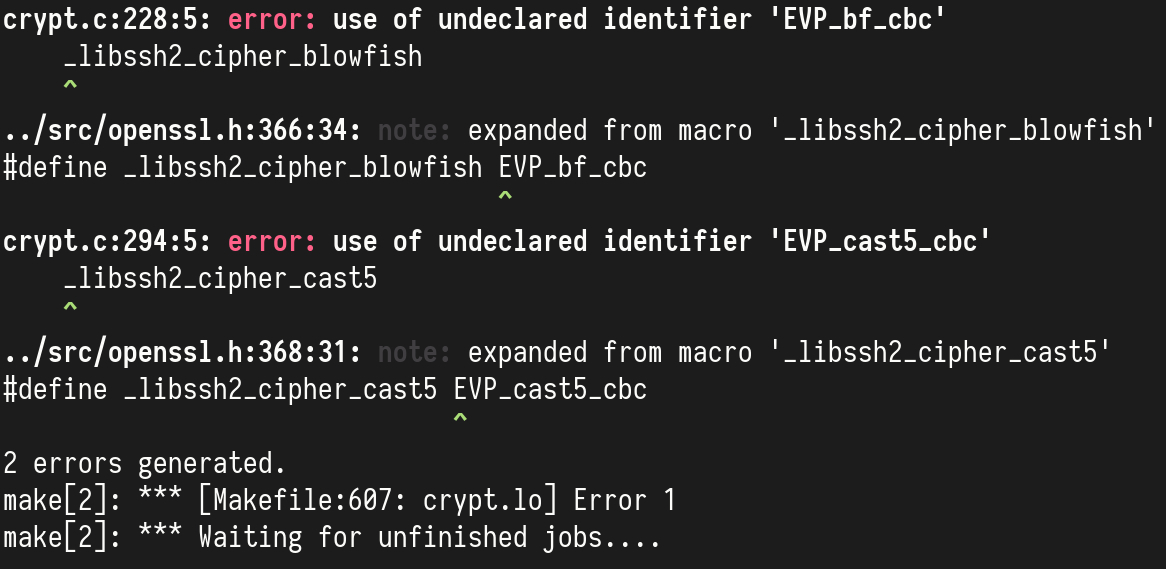 crypt.c:228:5: error: use of undeclared identifier 'EVP_bf_cbc'
    _libssh2_cipher_blowfish
    ^
../src/openssl.h:366:34: note: expanded from macro '_libssh2_cipher_blowfish'
#define _libssh2_cipher_blowfish EVP_bf_cbc
                                 ^
crypt.c:294:5: error: use of undeclared identifier 'EVP_cast5_cbc'
    _libssh2_cipher_cast5
    ^
../src/openssl.h:368:31: note: expanded from macro '_libssh2_cipher_cast5'
#define _libssh2_cipher_cast5 EVP_cast5_cbc
                              ^
2 errors generated.
make[2]: *** [Makefile:607: crypt.lo] Error 1
make[2]: *** Waiting for unfinished jobs....